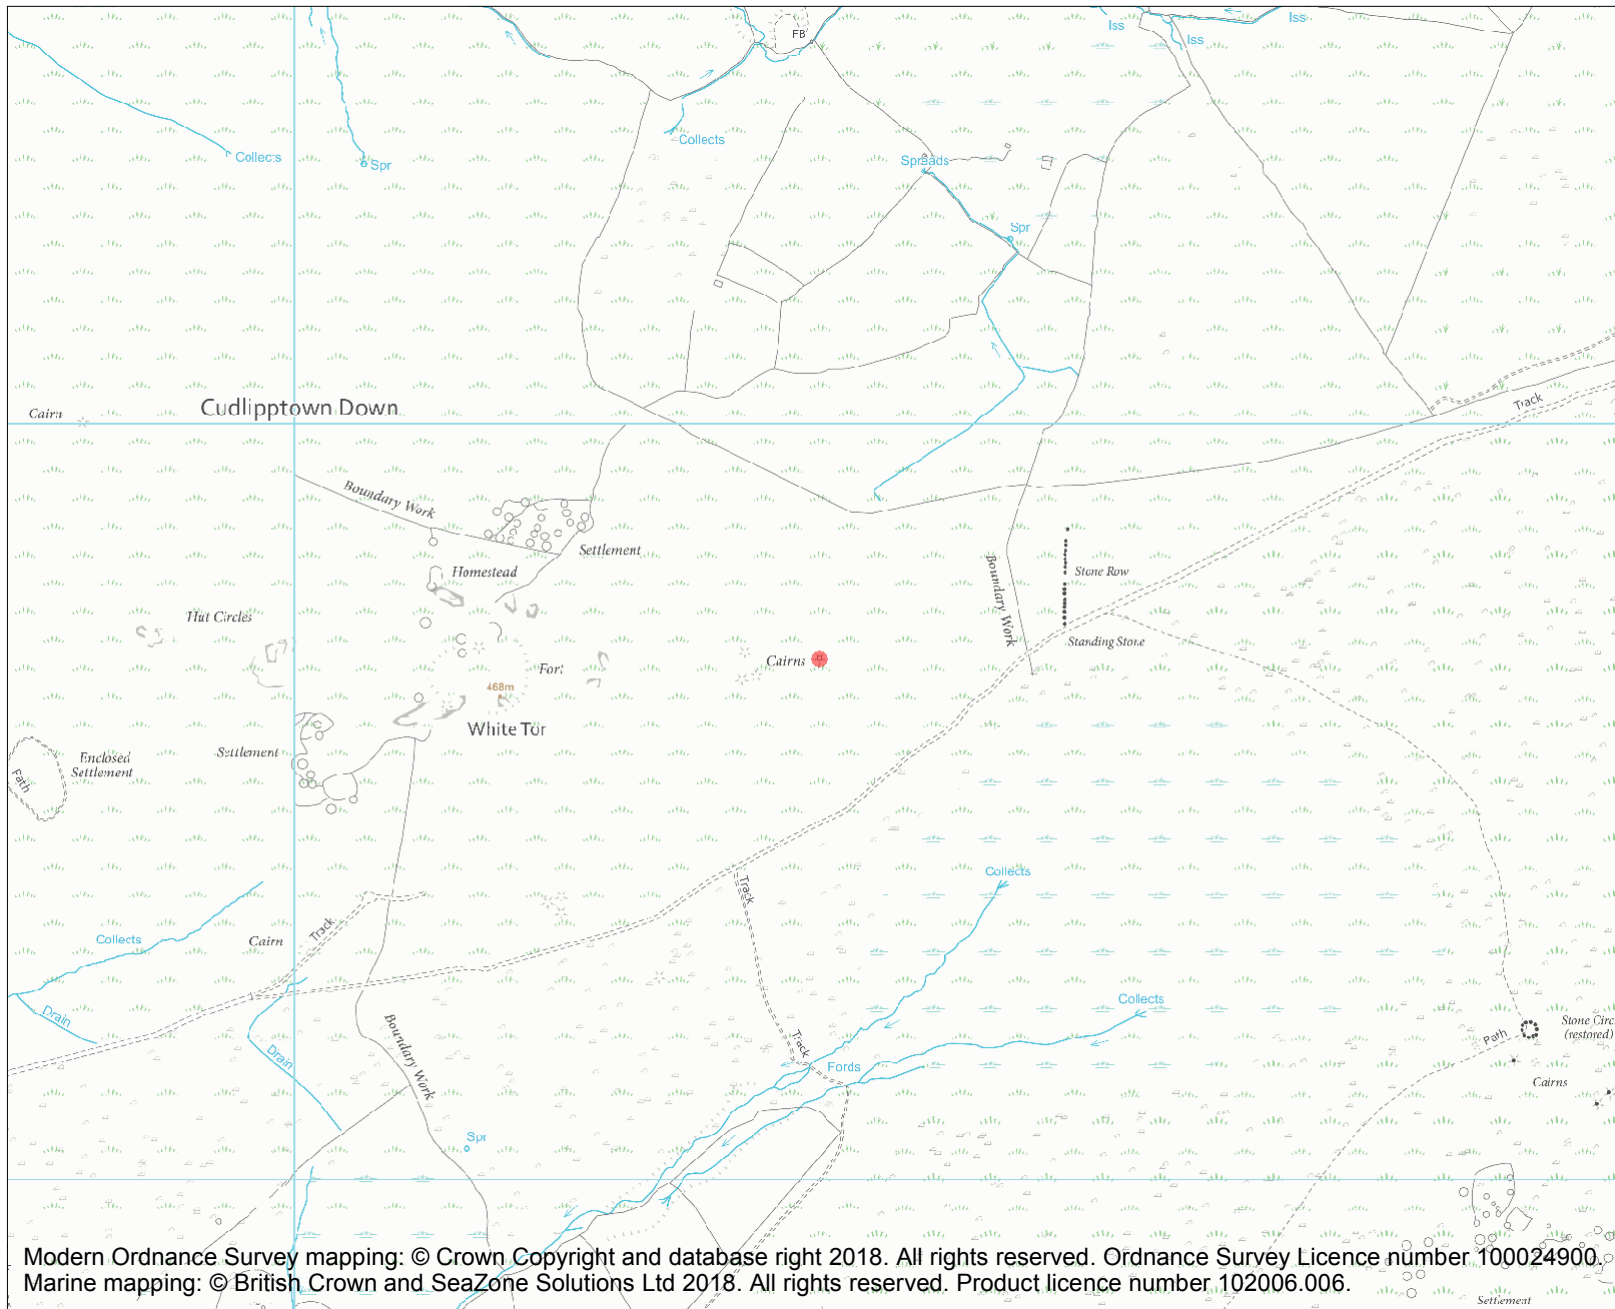 FB
Iss
Iss
Iss
Collects
Spr
Collects
Spreads
Spr
Cairn
Cudlipptown Down
Track
Boundary Work
Settlement
Homestead
Stone Row
Boundary Work
Hut Circles
Standing Stone
Cairns
Fort
468m
White Tor
Enclosed
Settlement
Settlement
Path
Collects
Track
Collects
Cairn
Track
Drain
Collects
Drain
Boundary Work
Track
Fords
Path
Stone Circ
(restored)
Cairns
Spr
Modern Ordnance Survey mapping: © Crown Copyright and database right 2018. All rights reserved. Ordnance Survey Licence number 100024900.
Marine mapping: © British Crown and SeaZone Solutions Ltd 2018. All rights reserved. Product licence number 102006.006.
Settlement